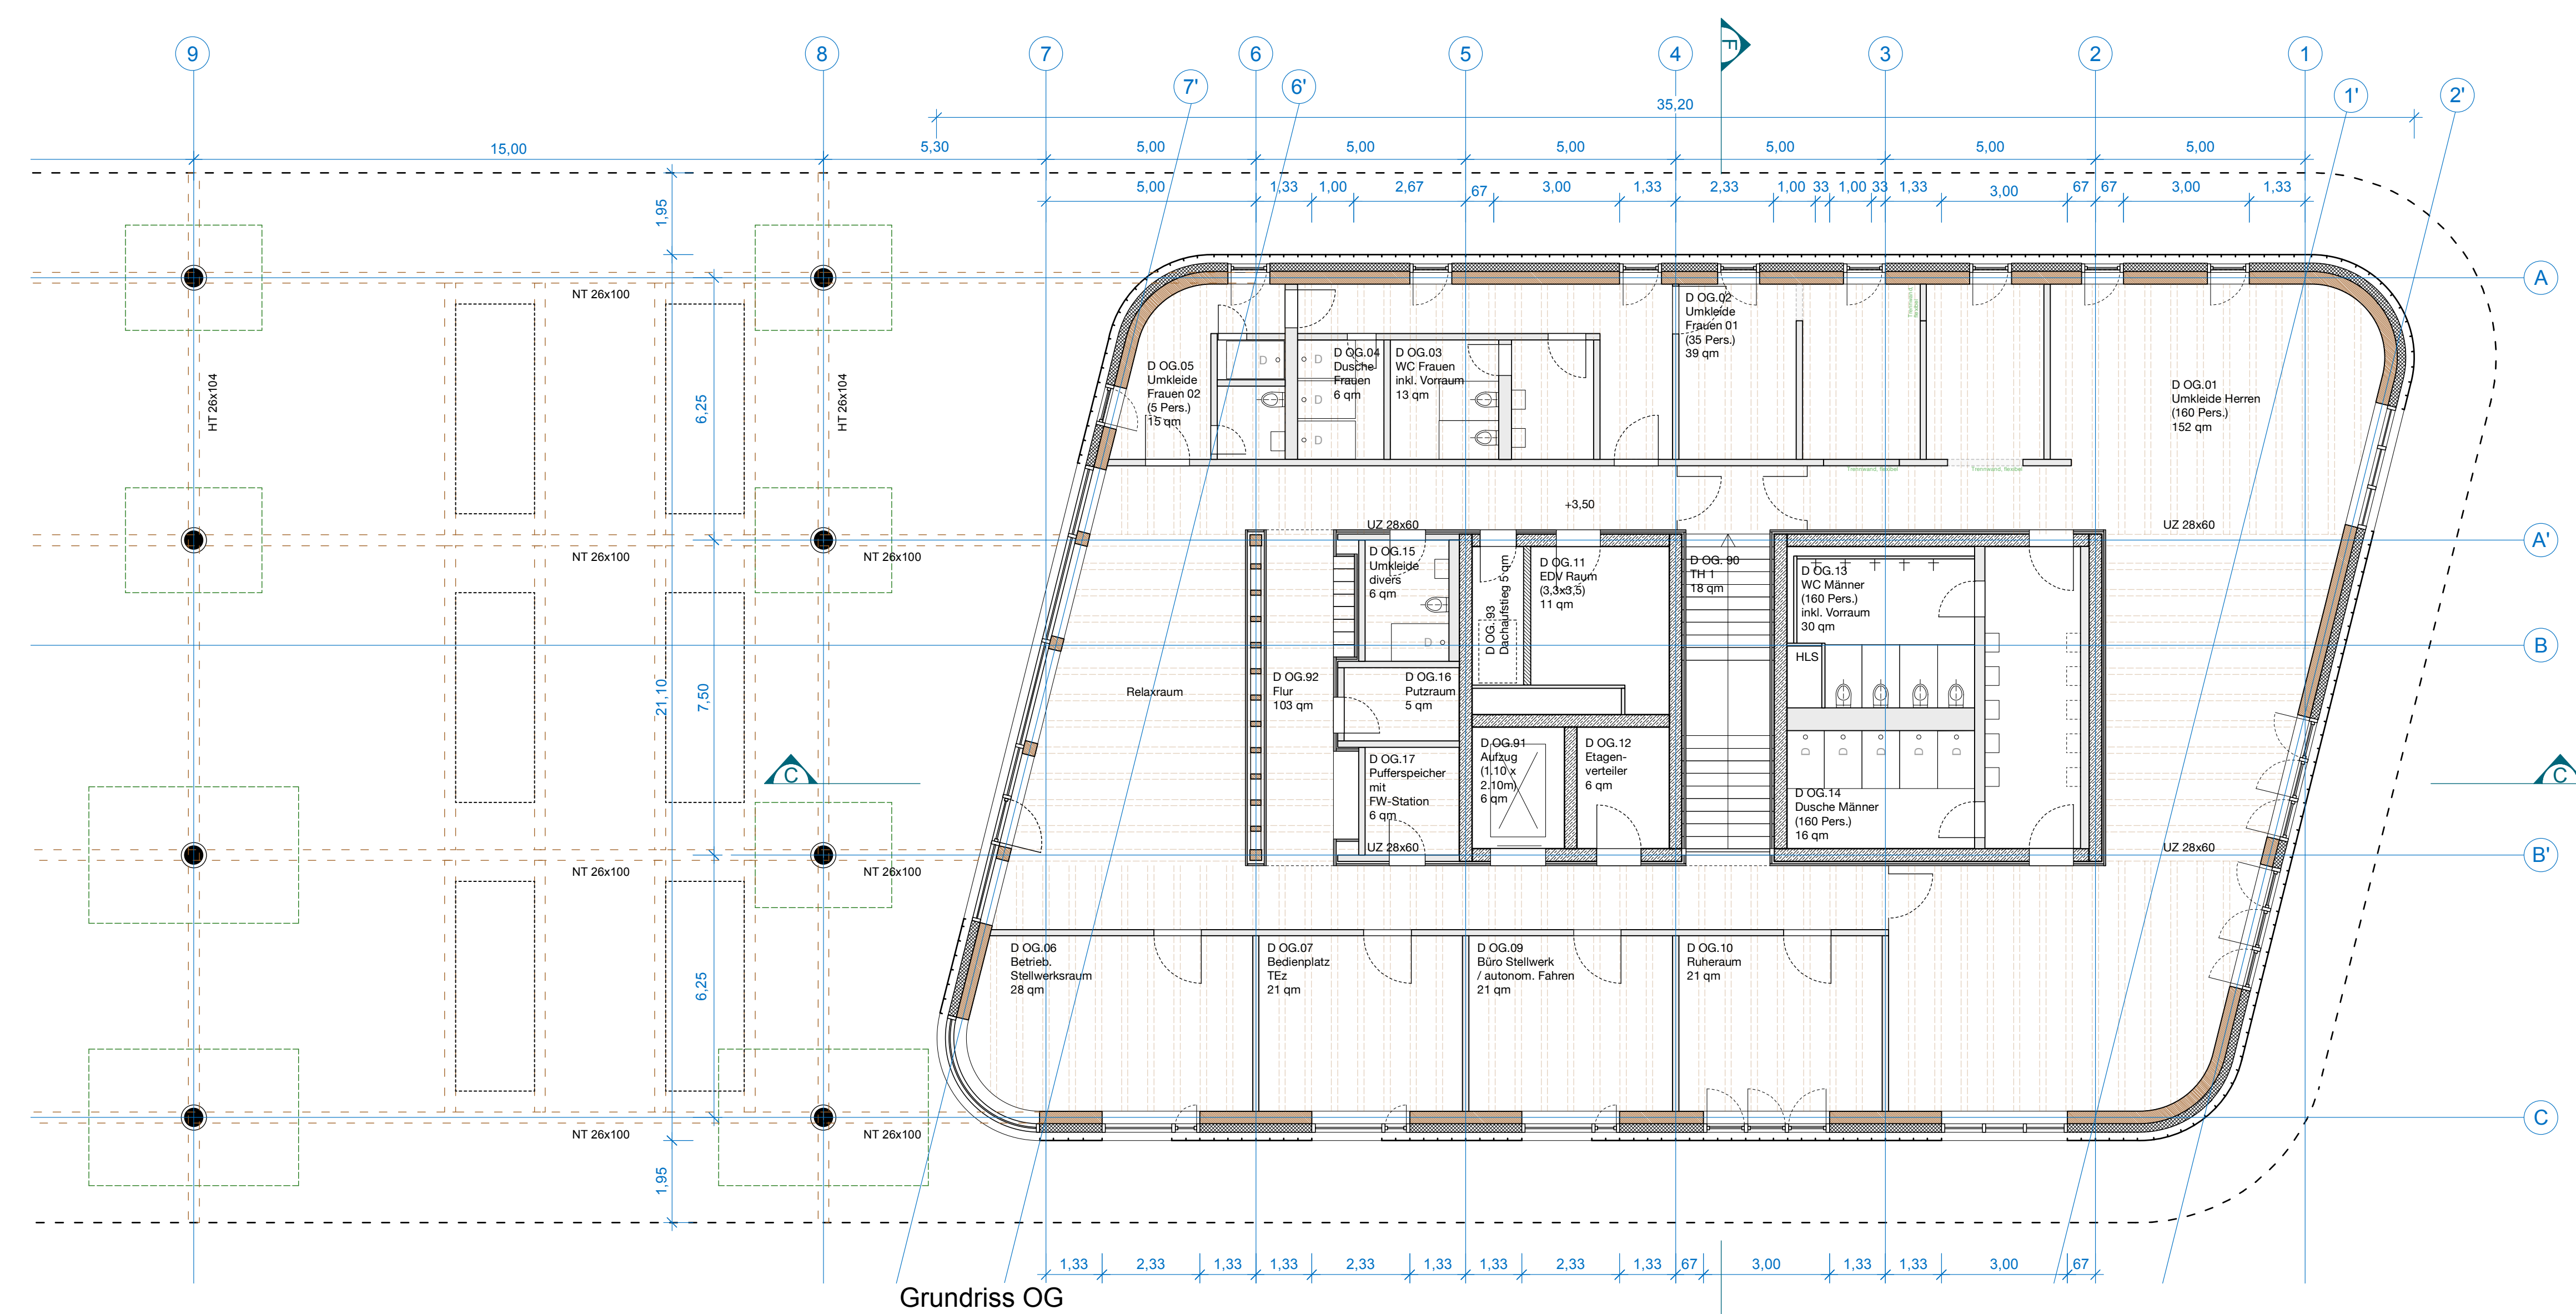 9
8
7
6
5
4
F
3
2
1
7'
6'
1'
2'
35,20
15,00
5,30
5,00
5,00
5,00
5,00
5,00
5,00
5,00
1,33
1,00
2,67
67
3,00
1,33
2,33
1,00
33
1,00
33
1,33
3,00
67
67
3,00
1,33
1,95
A
NT 26x100
HT 26x104
HT 26x104
6,25
D OG.05
Umkleide
Frauen 02
(5 Pers.)
15 qm
D
D
D
D
D OG.04
Dusche
Frauen
6 qm
D OG.03
WC Frauen
inkl. Vorraum
13 qm
D OG.02
Umkleide
Frauen 01
(35 Pers.)
39 qm
Trennwand, flexibel
D OG.01
Umkleide Herren
(160 Pers.)
152 qm
Trennwand, flexibel
Trennwand, flexibel
+3,50
UZ 28x60
UZ 28x60
A'
NT 26x100
NT 26x100
D OG.15
Umkleide
divers
6 qm
D
D OG. 93
Dachaufstieg 5 qm
D OG.11
EDV Raum
(3,3x3,5)
11 qm
D OG. 90
TH 1
18 qm
D OG.13
WC Männer
(160 Pers.)
inkl. Vorraum
30 qm
HLS
B
21,10
7,50
Relaxraum
D OG.92
Flur
103 qm
D OG.16
Putzraum
5 qm
D OG.17
Pufferspeicher
mit
FW-Station
6 qm
D OG.91
Aufzug
(1.10 x
2.10m)
6 qm
D OG.12
Etagen-
verteiler
6 qm
D
D
D
D
D
D OG.14
Dusche Männer
(160 Pers.)
16 qm
C
C
UZ 28x60
UZ 28x60
B'
NT 26x100
NT 26x100
6,25
D OG.06
Betrieb.
Stellwerksraum
28 qm
D OG.07
Bedienplatz
TEz
21 qm
D OG.09
Büro Stellwerk
/ autonom. Fahren
21 qm
D OG.10
Ruheraum
21 qm
C
NT 26x100
NT 26x100
1,95
1,33
2,33
1,33
1,33
2,33
1,33
1,33
2,33
1,33
67
3,00
1,33
1,33
3,00
67
Grundriss OG